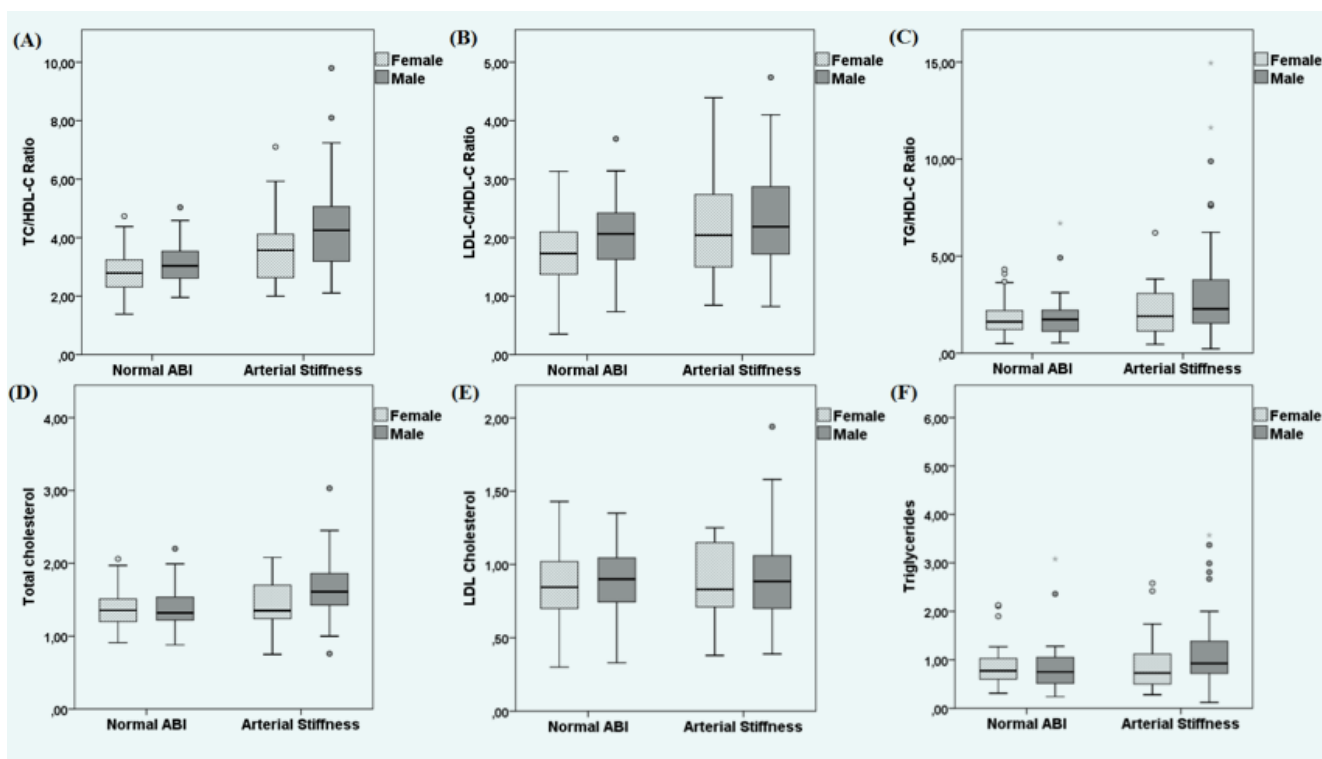 (A)
TC/HDL-C Ratio
10,00
8,00
6,00
4,00
2,00
,00
Normal ABI
Arterial Stiffness
Female
Male
(B)
LDL-C/HDL-C Ratio
5,00
4,00
3,00
2,00
1,00
,00
Normal ABI
Arterial Stiffness
Female
Male
(C)
TG/HDL-C Ratio
15,00
10,00
5,00
,00
Normal ABI
Arterial Stiffness
Female
Male
(D)
Total cholesterol
4,00
3,00
2,00
1,00
,00
Normal ABI
Arterial Stiffness
Female
Male
(E)
LDL Cholesterol
2,00
1,50
1,00
,50
,00
Normal ABI
Arterial Stiffness
Female
Male
(F)
Triglycerides
6,00
5,00
4,00
3,00
2,00
1,00
,00
Normal ABI
Arterial Stiffness
Female
Male